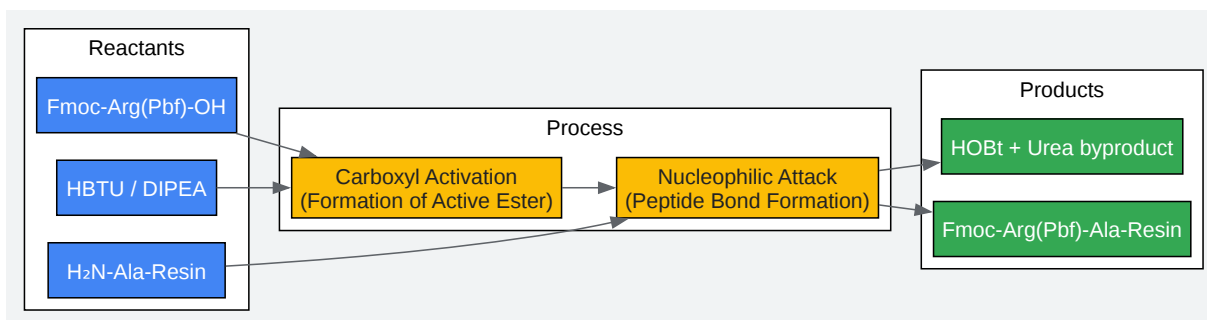 Reactants
Fmoc-Arg(Pbf)-OH
HBTU / DIPEA
H₂N-Ala-Resin
Process
Carboxyl Activation
(Formation of Active Ester)
Nucleophilic Attack
(Peptide Bond Formation)
Products
HOBt + Urea byproduct
Fmoc-Arg(Pbf)-Ala-Resin